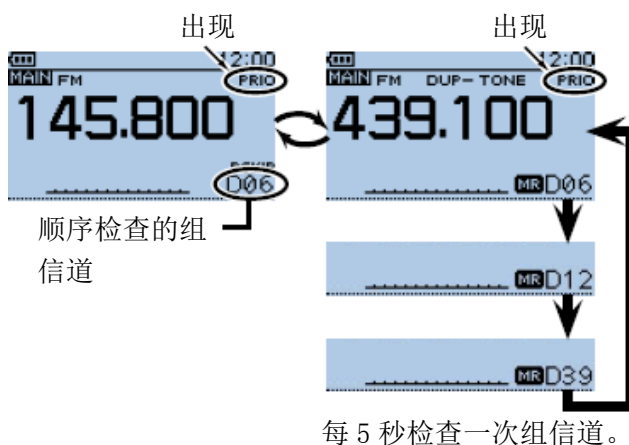 出现 出现
12:00 12:00
MAIN FM PRIO MAIN FM DUP- TONE PRIO
145.800 439.100
D06 MR D06
顺序检查的组
信道
MR D12
MR D39
每 5 秒检查一次组信道。